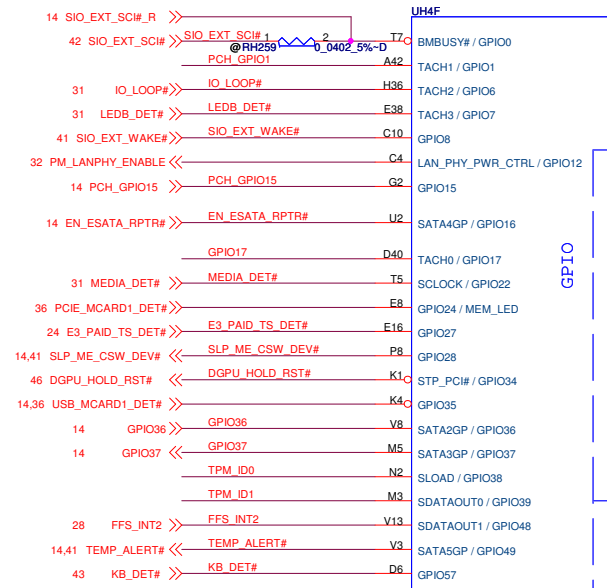 UH4F
14 SIO_EXT_SCI#_R
42 SIO_EXT_SCI# SIO_EXT_SCI# 1 2 T7 BMBUSY# / GPIO0
@RH259 0_0402_5%~D
PCH_GPIO1 A42 TACH1 / GPIO1
31 IO_LOOP# IO_LOOP# H36 TACH2 / GPIO6
31 LEDB_DET# LEDB_DET# E38 TACH3 / GPIO7
41 SIO_EXT_WAKE# SIO_EXT_WAKE# C10 GPIO8
32 PM_LANPHY_ENABLE C4 LAN_PHY_PWR_CTRL / GPIO12
14 PCH_GPIO15 PCH_GPIO15 G2 GPIO15
14 EN_ESATA_RPTR# EN_ESATA_RPTR# U2 SATA4GP / GPIO16
GPIO17 D40 TACH0 / GPIO17
GPIO
31 MEDIA_DET# MEDIA_DET# T5 SCLOCK / GPIO22
36 PCIE_MCARD1_DET# E8 GPIO24 / MEM_LED
24 E3_PAID_TS_DET# E3_PAID_TS_DET# E16 GPIO27
14,41 SLP_ME_CSW_DEV# SLP_ME_CSW_DEV# P8 GPIO28
46 DGPU_HOLD_RST# DGPU_HOLD_RST# K1 STP_PCI# / GPIO34
14,36 USB_MCARD1_DET# K4 GPIO35
14 GPIO36 GPIO36 V8 SATA2GP / GPIO36
14 GPIO37 GPIO37 M5 SATA3GP / GPIO37
TPM_ID0 N2 SLOAD / GPIO38
TPM_ID1 M3 SDATAOUT0 / GPIO39
28 FFS_INT2 FFS_INT2 V13 SDATAOUT1 / GPIO48
14,41 TEMP_ALERT# TEMP_ALERT# V3 SATA5GP / GPIO49
43 KB_DET# KB_DET# D6 GPIO57